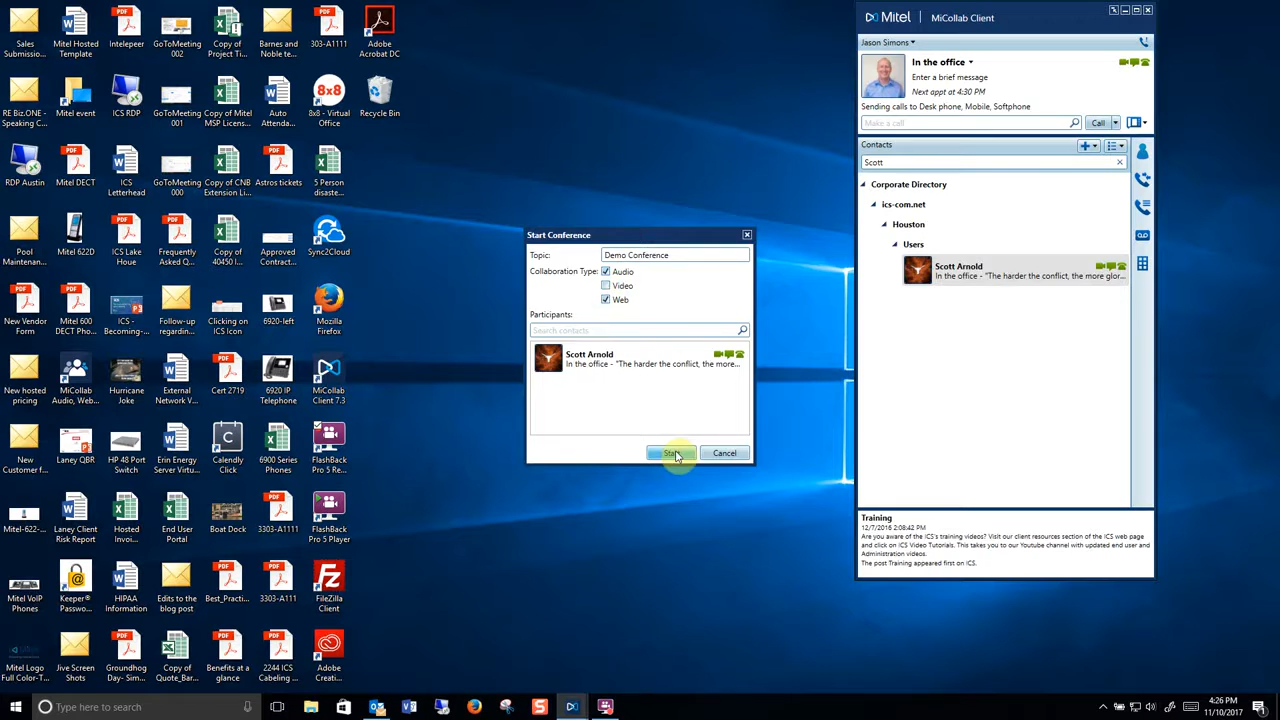 Sales
Submissio...
Mitel Hosted
Template
Intelepeer
Copy of
Project Tim...
GoToMeeting
002
Barnes and
Noble te...
303-A1111
Adobe
Acrobat DC
RE Biz.ONE -
Speaking C...
Mitel event
ICS RDP
GoToMeeting
001
Copy of Mitel
MSP Licens...
Auto
Attenda...
8x8
8x8 - Virtual
Office
Recycle Bin
RDP Austin
Mitel DECT
ICS
Letterhead
GoToMeeting
000
Copy of CNB
Extension Li...
Astros tickets
5 Person
disaste...
Pool
Maintenan...
Mitel 622D
ICS Lake
Houe
Frequently
Asked Q...
Copy of
40450 I...
Approved
Contract...
Sync2Cloud
New Vendor
Form
Mitel 600
DECT Pho...
ICS -
Becoming-...
Follow-up
regardin...
Clicking on
ICS Icon
6920-left
Mozilla
Firefox
New hosted
pricing
MiCollab
Audio, Web...
Hurricane
Joke
External
Network V...
Cert 2719
6920 IP
Telephone
MiCollab
Client 7.3
New
Customer f...
Laney QBR
HP 48 Port
Switch
Erin Energy
Server Virtu...
Calendly
Click
6900 Series
Phones
FlashBack
Pro 5 Re...
Mitel-622-...
Laney Client
Risk Report
Hosted
Invoi...
End User
Portal
Boat Dock
3303-A1111
FlashBack
Pro 5 Player
Mitel VoIP
Phones
Keeper®
Passwo...
HIPAA
Information
Edits to the
blog post
Best_Practi...
3303-A111
FileZilla
Client
Mitel Logo
Full Color-T...
Jive Screen
Shots
Groundhog
Day- Sim...
Copy of
Quote_Bar...
Benefits at a
glance
2244 ICS
Cabeling ...
Adobe
Creati...
Start Conference
Topic: Demo Conference
Collaboration Type: Audio
Video
Web
Participants:
Search contacts
Scott Arnold
In the office - "The harder the conflict, the more...
Start
Cancel
Mitel | MiCollab Client
Jason Simons
In the office
Enter a brief message
Next appt at 4:30 PM
Sending calls to Desk phone, Mobile, Softphone
Make a call
Call
Contacts
Scott
Corporate Directory
ics-com.net
Houston
Users
Scott Arnold
In the office - "The harder the conflict, the more glor...
Training
12/7/2016 2:08:42 PM
Are you aware of the ICS's training videos? Visit our client resources section of the ICS web page
and click on ICS Video Tutorials. This takes you to our Youtube channel with updated end user and
Administration videos.
The post Training appeared first on ICS.
Type here to search
4:26 PM
11/10/2017